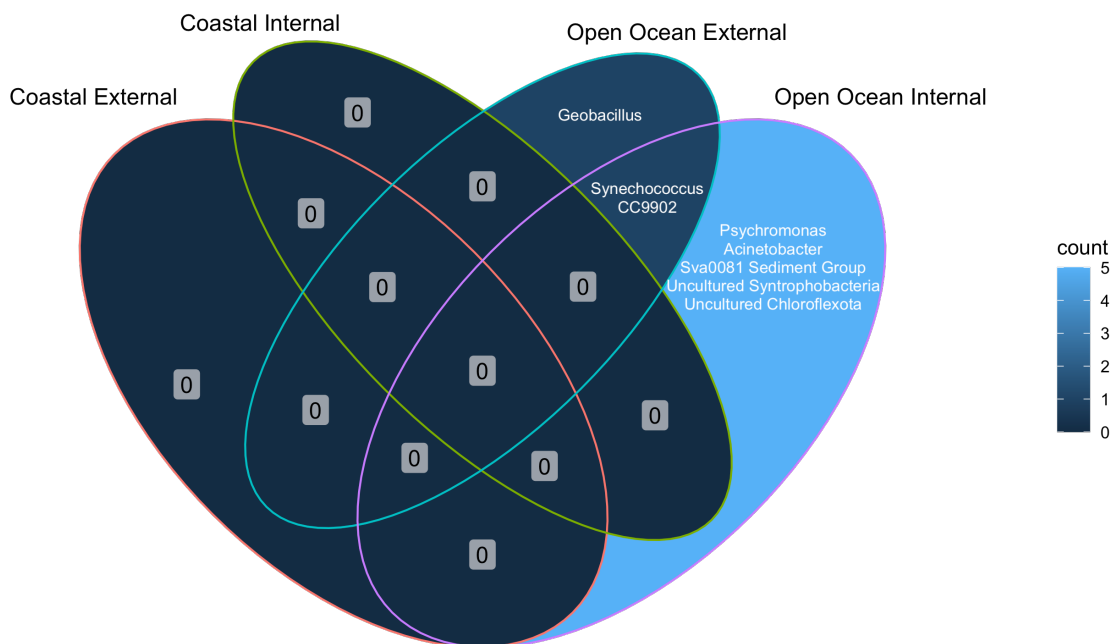 Coastal Internal
Open Ocean External
Coastal External
Open Ocean Internal
0
Geobacillus
0
Synechococcus
CC9902
0
Psychromonas
Acinetobacter
Sva0081 Sediment Group
Uncultured Syntrophobacteria
Uncultured Chloroflexota
0
0
0
0
0
0
0
0
0
count
5
4
3
2
1
0
0